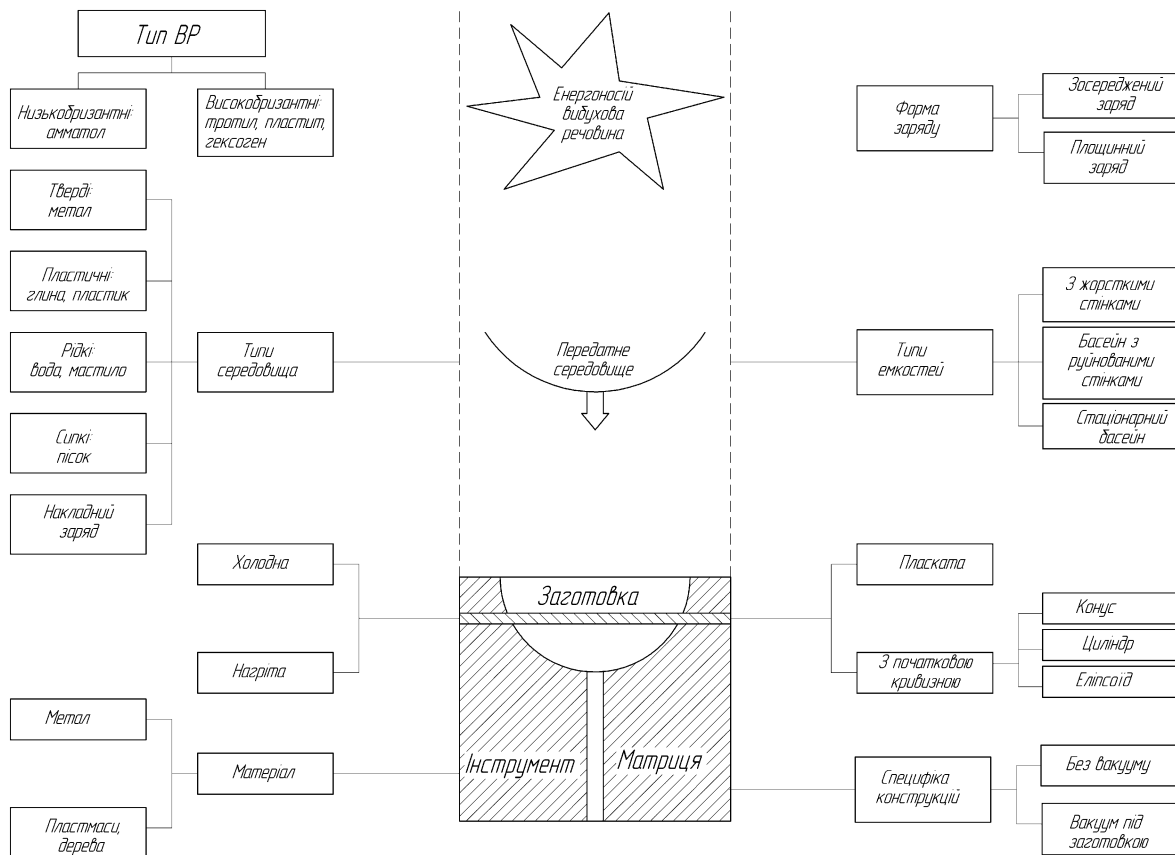 Тип ВР
Низькобризантні:
амматол
Високобризантні:
тротил, пластит,
гексоген
Енергоносій
вибухова
речовина
Форма
заряду
Зосереджений
заряд
Площинний
заряд
Тверді:
метал
Пластичні:
глина, пластик
Рідкі:
вода, мастило
Сипкі:
пісок
Накладний
заряд
Типи
середовища
Передатне
середовище
Типи
емкостей
З жорсткими
стінками
Басейн з
руйнованими
стінками
Стаціонарний
басейн
Холодна
Нагріта
Заготовка
Пласката
З початковою
кривизною
Конус
Циліндр
Еліпсоїд
Метал
Пластмаси,
дерева
Матеріал
Інструмент
Матриця
Специфіка
конструкцій
Без вакууму
Вакуум під
заготовкою